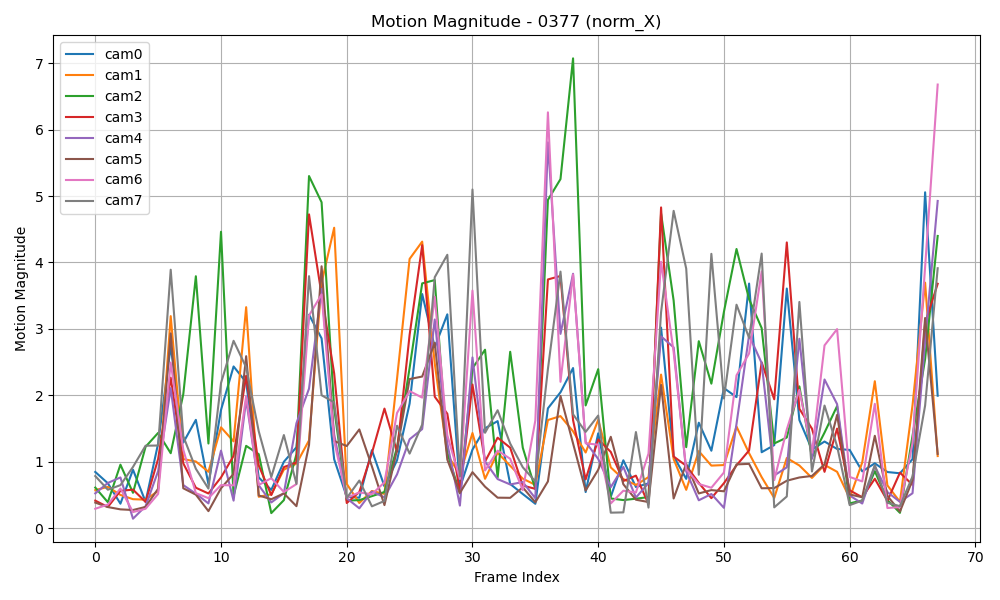 Motion Magnitude - 0377 (norm_X)
cam0
cam1
cam2
cam3
cam4
cam5
cam6
cam7
Motion Magnitude
7
6
5
4
3
2
1
0
0 10 20 30 40 50 60 70
Frame Index